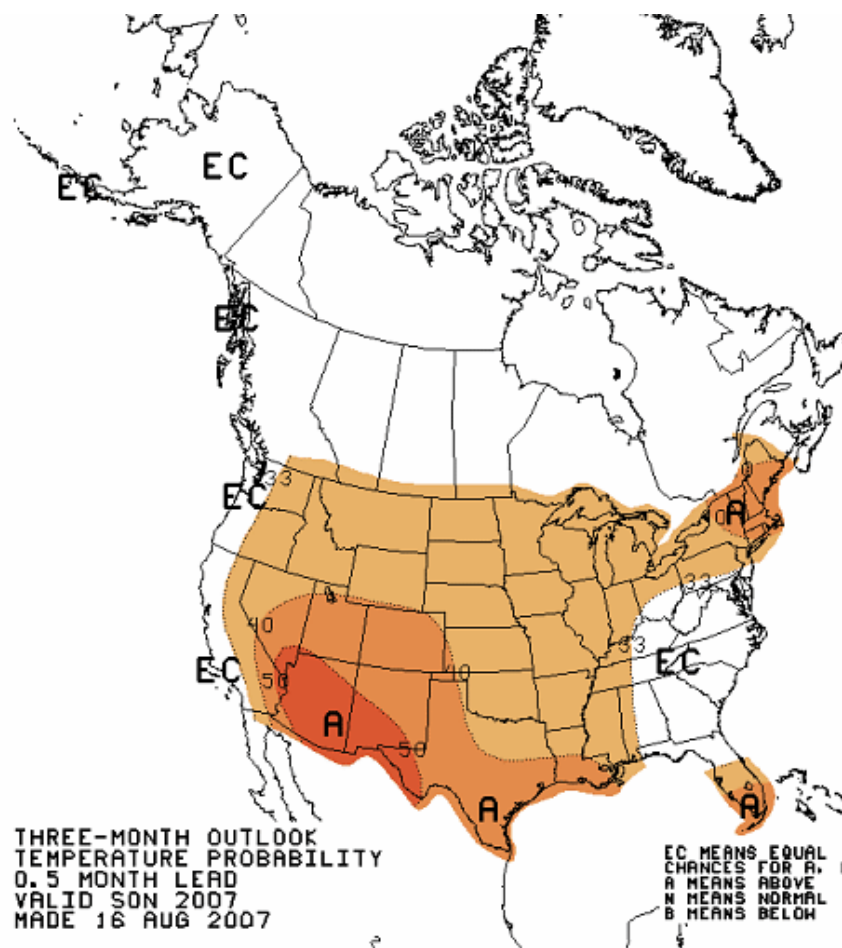 EC
EC
EC
EC
EC
EC
33
40
50
A
40
50
A
A
A
33
33
EC
THREE-MONTH OUTLOOK
TEMPERATURE PROBABILITY
0.5 MONTH LEAD
VALID SON 2007
MADE 16 AUG 2007
EC MEANS EQUAL
CHANCES FOR A,
A MEANS ABOVE
N MEANS NORMAL
B MEANS BELOW